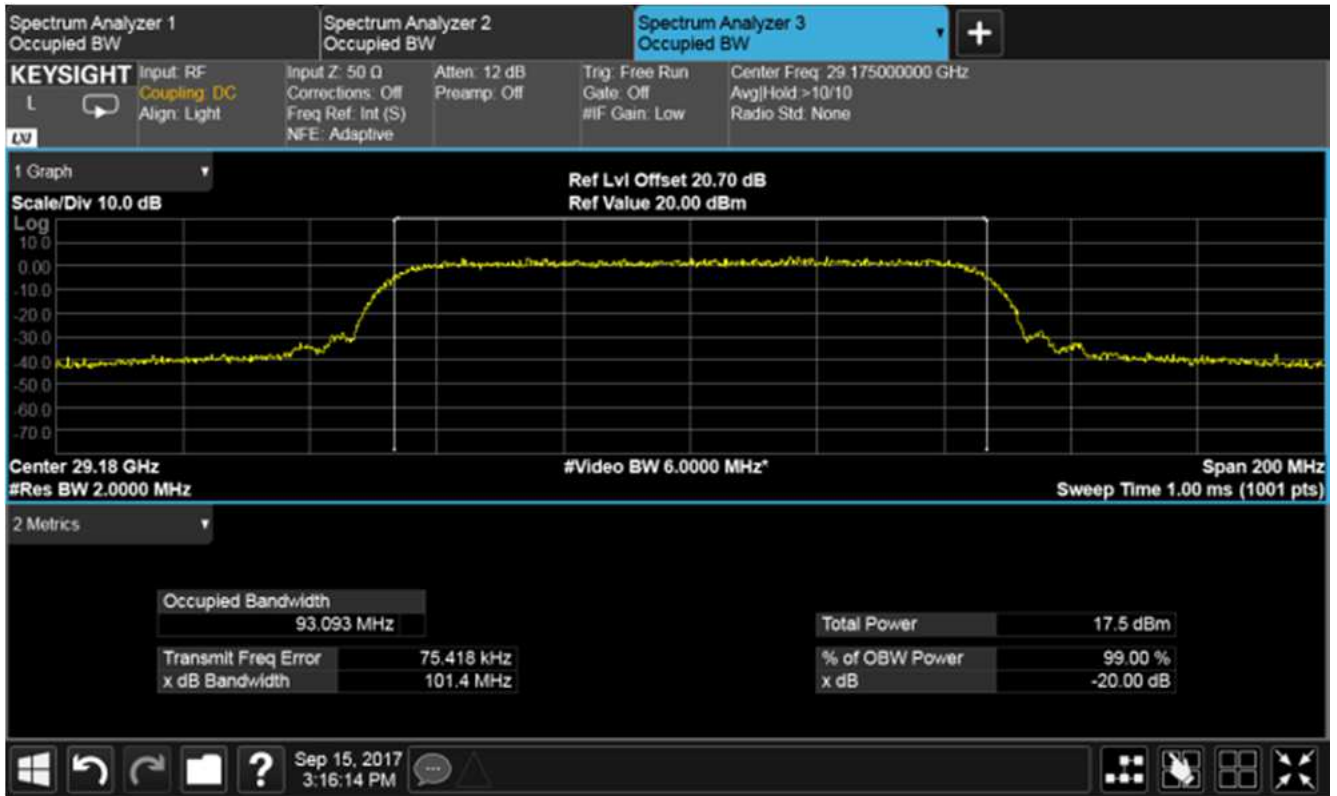 Spectrum Analyzer 1
Occupied BW
Spectrum Analyzer 2
Occupied BW
Spectrum Analyzer 3
Occupied BW
+
KEYSIGHT
L
LXI
Input: RF
Coupling: DC
Align: Light
Input Z: 50 Ω
Corrections: Off
Freq Ref: Int (S)
NFE: Adaptive
Atten: 12 dB
Preamp: Off
Trig: Free Run
Gate: Off
#IF Gain: Low
Center Freq: 29.175000000 GHz
Avg|Hold:>10/10
Radio Std: None
1 Graph
Scale/Div 10.0 dB
Ref Lvl Offset 20.70 dB
Ref Value 20.00 dBm
Log
10.0
0.00
-10.0
-20.0
-30.0
-40.0
-50.0
-60.0
-70.0
Center 29.18 GHz
#Res BW 2.0000 MHz
#Video BW 6.0000 MHz*
Span 200 MHz
Sweep Time 1.00 ms (1001 pts)
2 Metrics
Occupied Bandwidth
93.093 MHz
Transmit Freq Error 75.418 kHz
x dB Bandwidth 101.4 MHz
Total Power 17.5 dBm
% of OBW Power 99.00 %
x dB -20.00 dB
?
Sep 15, 2017
3:16:14 PM